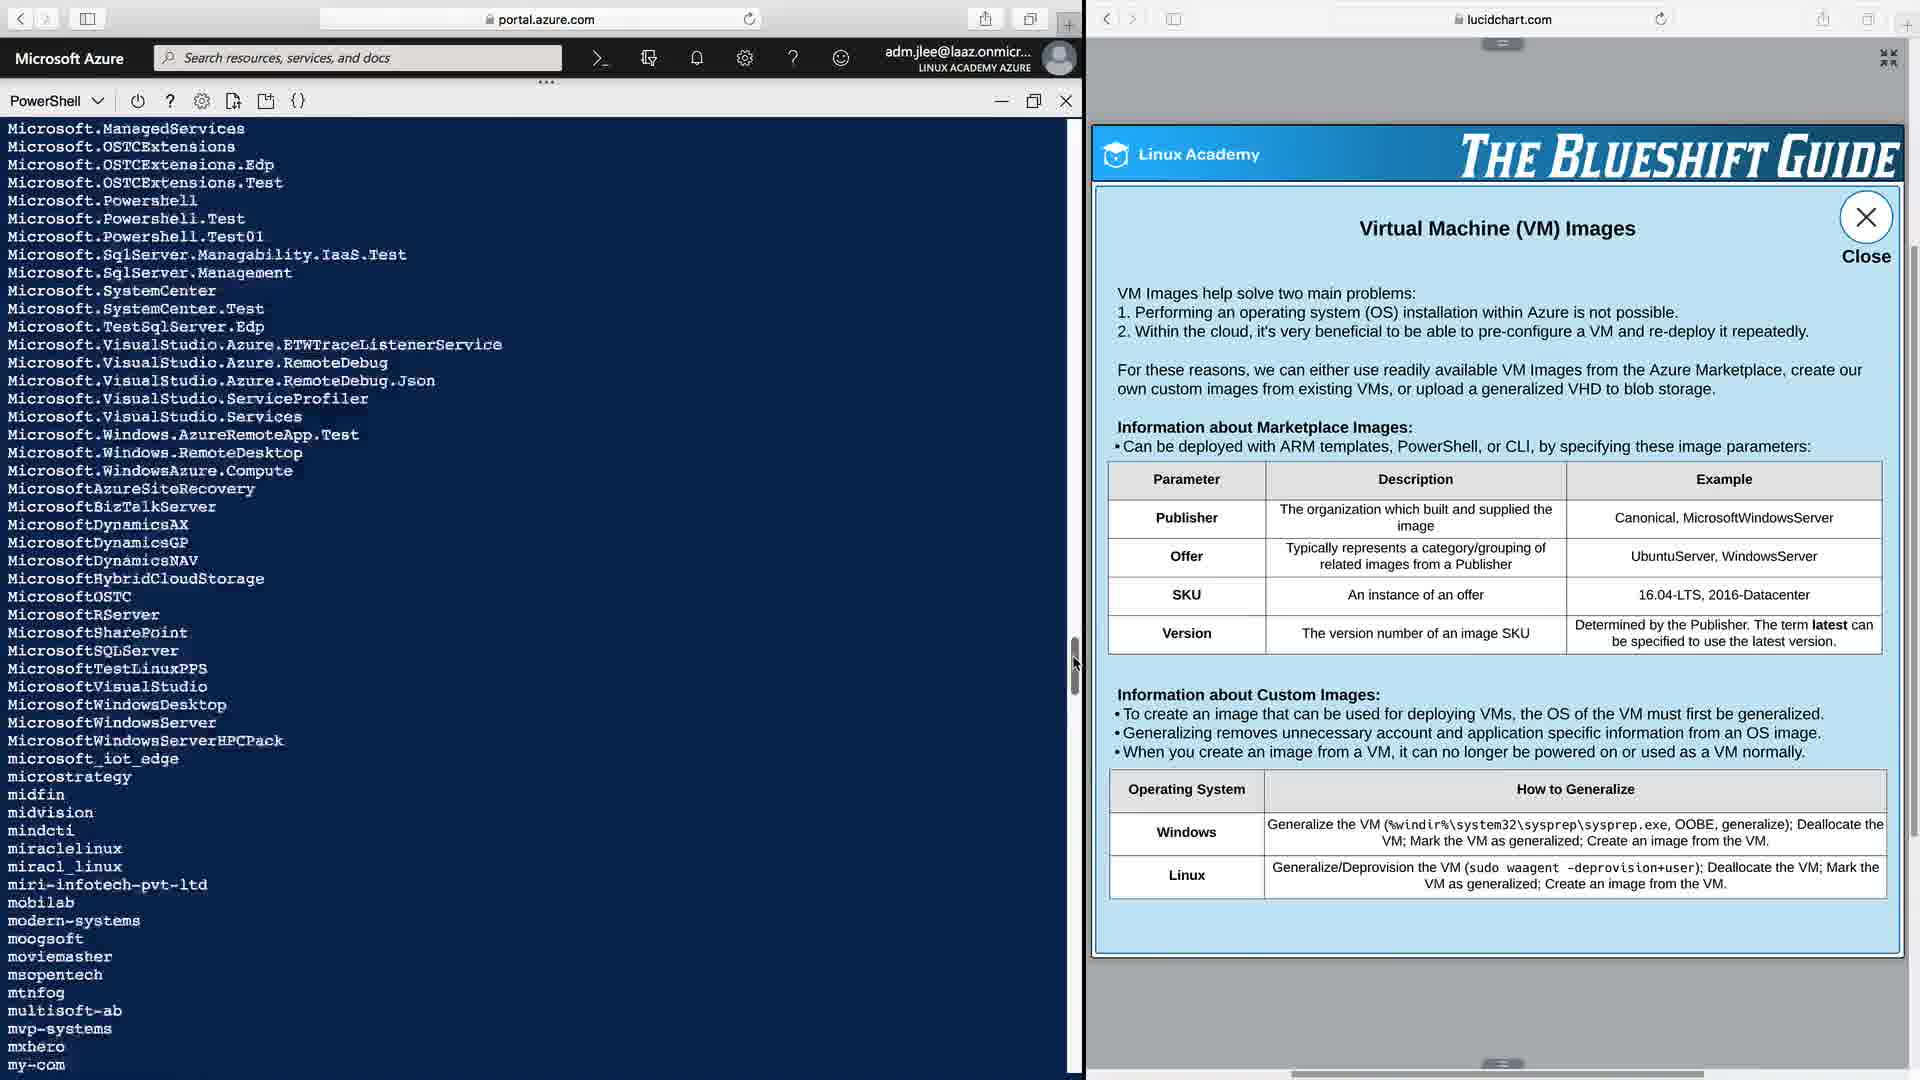 portal.azure.com
Microsoft Azure
Search resources, services, and docs
adm.jlee@laaz.onmicr...
LINUX ACADEMY AZURE
PowerShell
Microsoft.ManagedServices
Microsoft.OSTCExtensions
Microsoft.OSTCExtensions.Edp
Microsoft.OSTCExtensions.Test
Microsoft.Powershell
Microsoft.Powershell.Test
Microsoft.Powershell.Test01
Microsoft.SqlServer.Managability.IaaS.Test
Microsoft.SqlServer.Management
Microsoft.SystemCenter
Microsoft.SystemCenter.Test
Microsoft.TestSqlServer.Edp
Microsoft.VisualStudio.Azure.ETWTraceListenerService
Microsoft.VisualStudio.Azure.RemoteDebug
Microsoft.VisualStudio.Azure.RemoteDebug.Json
Microsoft.VisualStudio.ServiceProfiler
Microsoft.VisualStudio.Services
Microsoft.Windows.AzureRemoteApp.Test
Microsoft.Windows.RemoteDesktop
Microsoft.WindowsAzure.Compute
MicrosoftAzureSiteRecovery
MicrosoftBizTalkServer
MicrosoftDynamicsAX
MicrosoftDynamicsGP
MicrosoftDynamicsNAV
MicrosoftHybridCloudStorage
MicrosoftOSTC
MicrosoftRServer
MicrosoftSharePoint
MicrosoftSQLServer
MicrosoftTestLinuxPPS
MicrosoftVisualStudio
MicrosoftWindowsDesktop
MicrosoftWindowsServer
MicrosoftWindowsServerHPCPack
microsoft_iot_edge
microstrategy
midfin
midvision
mindcti
miraclelinux
miracl_linux
miri-infotech-pvt-ltd
mobilab
modern-systems
moogsoft
moviemasher
msopentech
mtnfog
multisoft-ab
mvp-systems
mxhero
my-com
lucidchart.com
Linux Academy
THE BLUESHIFT GUIDE
Virtual Machine (VM) Images
Close
VM Images help solve two main problems:
1. Performing an operating system (OS) installation within Azure is not possible.
2. Within the cloud, it's very beneficial to be able to pre-configure a VM and re-deploy it repeatedly.
For these reasons, we can either use readily available VM Images from the Azure Marketplace, create our
own custom images from existing VMs, or upload a generalized VHD to blob storage.
Information about Marketplace Images:
• Can be deployed with ARM templates, PowerShell, or CLI, by specifying these image parameters:
Parameter Description Example
Publisher The organization which built and supplied the image Canonical, MicrosoftWindowsServer
Offer Typically represents a category/grouping of related images from a Publisher UbuntuServer, WindowsServer
SKU An instance of an offer 16.04-LTS, 2016-Datacenter
Version The version number of an image SKU Determined by the Publisher. The term latest can be specified to use the latest version.
Information about Custom Images:
• To create an image that can be used for deploying VMs, the OS of the VM must first be generalized.
• Generalizing removes unnecessary account and application specific information from an OS image.
• When you create an image from a VM, it can no longer be powered on or used as a VM normally.
Operating System How to Generalize
Windows Generalize the VM (%windir%\system32\sysprep\sysprep.exe, OOBE, generalize); Deallocate the VM; Mark the VM as generalized; Create an image from the VM.
Linux Generalize/Deprovision the VM (sudo waagent -deprovision+user); Deallocate the VM; Mark the VM as generalized; Create an image from the VM.